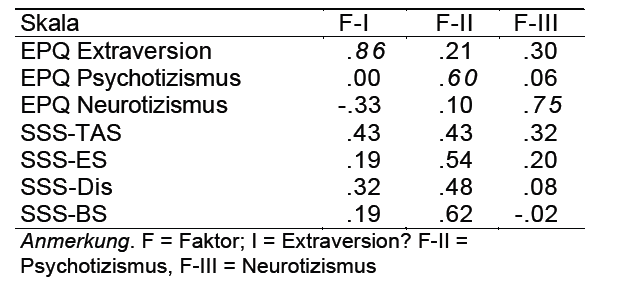 Skala F-I F-II F-III
EPQ Extraversion .86 .21 .30
EPQ Psychotizismus .00 .60 .06
EPQ Neurotizismus -.33 .10 .75
SSS-TAS .43 .43 .32
SSS-ES .19 .54 .20
SSS-Dis .32 .48 .08
SSS-BS .19 .62 -.02
Anmerkung. F = Faktor; I = Extraversion? F-II =
Psychotizismus, F-III = Neurotizismus